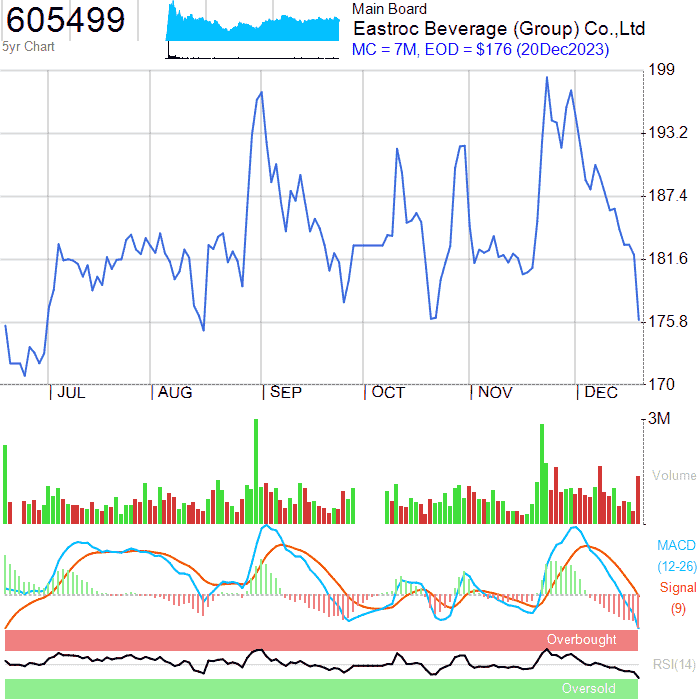 605499
5yr Chart
Main Board
Eastroc Beverage (Group) Co.,Ltd
MC = 7M, EOD = $176 (20Dec2023)
199
193.2
187.4
181.6
175.8
170
JUL AUG SEP OCT NOV DEC
3M
Volume
MACD
(12-26)
Signal
(9)
Overbought
RSI(14)
Oversold